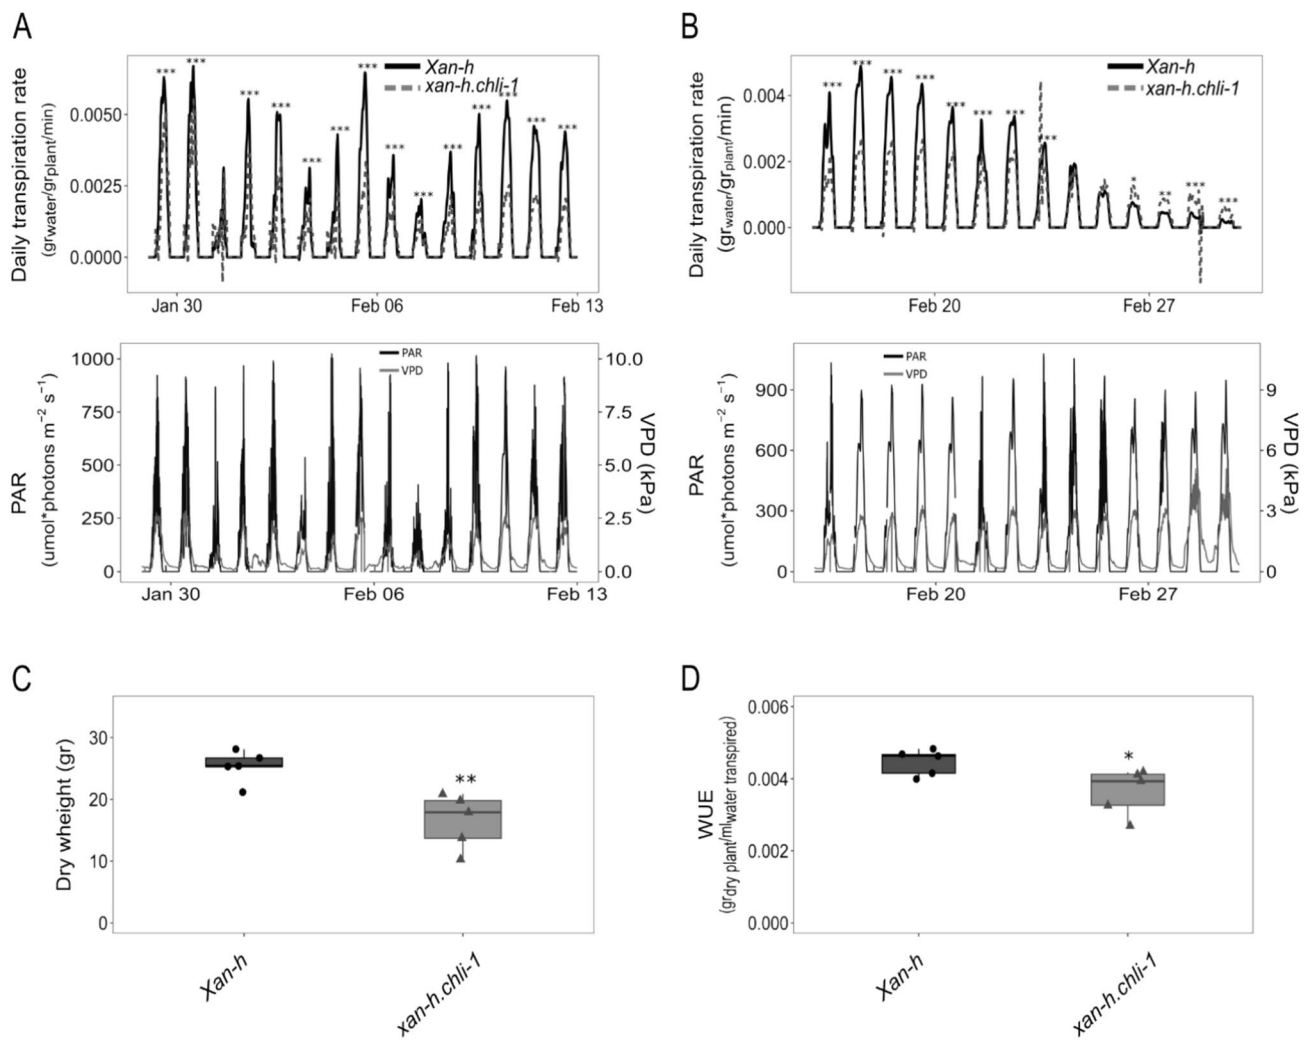 A
Daily transpiration rate
(grwater/grplant/min)
0.0050
0.0025
0.0000
Xan-h
xan-h.chli-1
*** *** *** *** *** *** *** *** *** *** *** *** ***
Jan 30 Feb 06 Feb 13
B
Daily transpiration rate
(grwater/grplant/min)
0.004
0.002
0.000
Xan-h
xan-h.chli-1
*** *** *** *** *** *** *** ** * ** *** ***
Feb 20 Feb 27
PAR
(umol*photons m−2 s−1)
1000
750
500
250
0
PAR
VPD
10.0
7.5
5.0
2.5
0.0
VPD (kPa)
Jan 30 Feb 06 Feb 13
PAR
(umol*photons m−2 s−1)
900
600
300
0
PAR
VPD
9
6
3
0
VPD (kPa)
Feb 20 Feb 27
C
Dry wheight (gr)
30
20
10
0
**
Xan-h
xan-h.chli-1
D
WUE
(grdry plant/mlwater transpired)
0.006
0.004
0.002
0.000
*
Xan-h
xan-h.chli-1